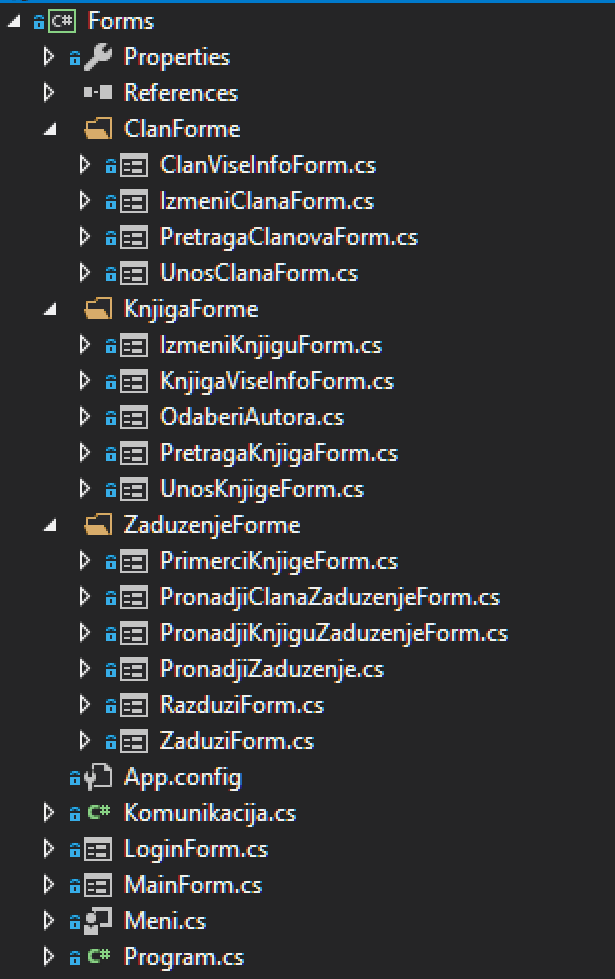 C# Forms
Properties
References
ClanForme
ClanViseInfoForm.cs
IzmeniClanaForm.cs
PretragaClanovaForm.cs
UnosClanaForm.cs
KnjigaForme
IzmeniKnjiguForm.cs
KnjigaViseInfoForm.cs
OdaberiAutora.cs
PretragaKnjigaForm.cs
UnosKnjigeForm.cs
ZaduzenjeForme
PrimerciKnjigeForm.cs
PronadjiClanaZaduzenjeForm.cs
PronadjiKnjiguZaduzenjeForm.cs
PronadjiZaduzenje.cs
RazduziForm.cs
ZaduziForm.cs
App.config
C# Komunikacija.cs
LoginForm.cs
MainForm.cs
Meni.cs
C# Program.cs